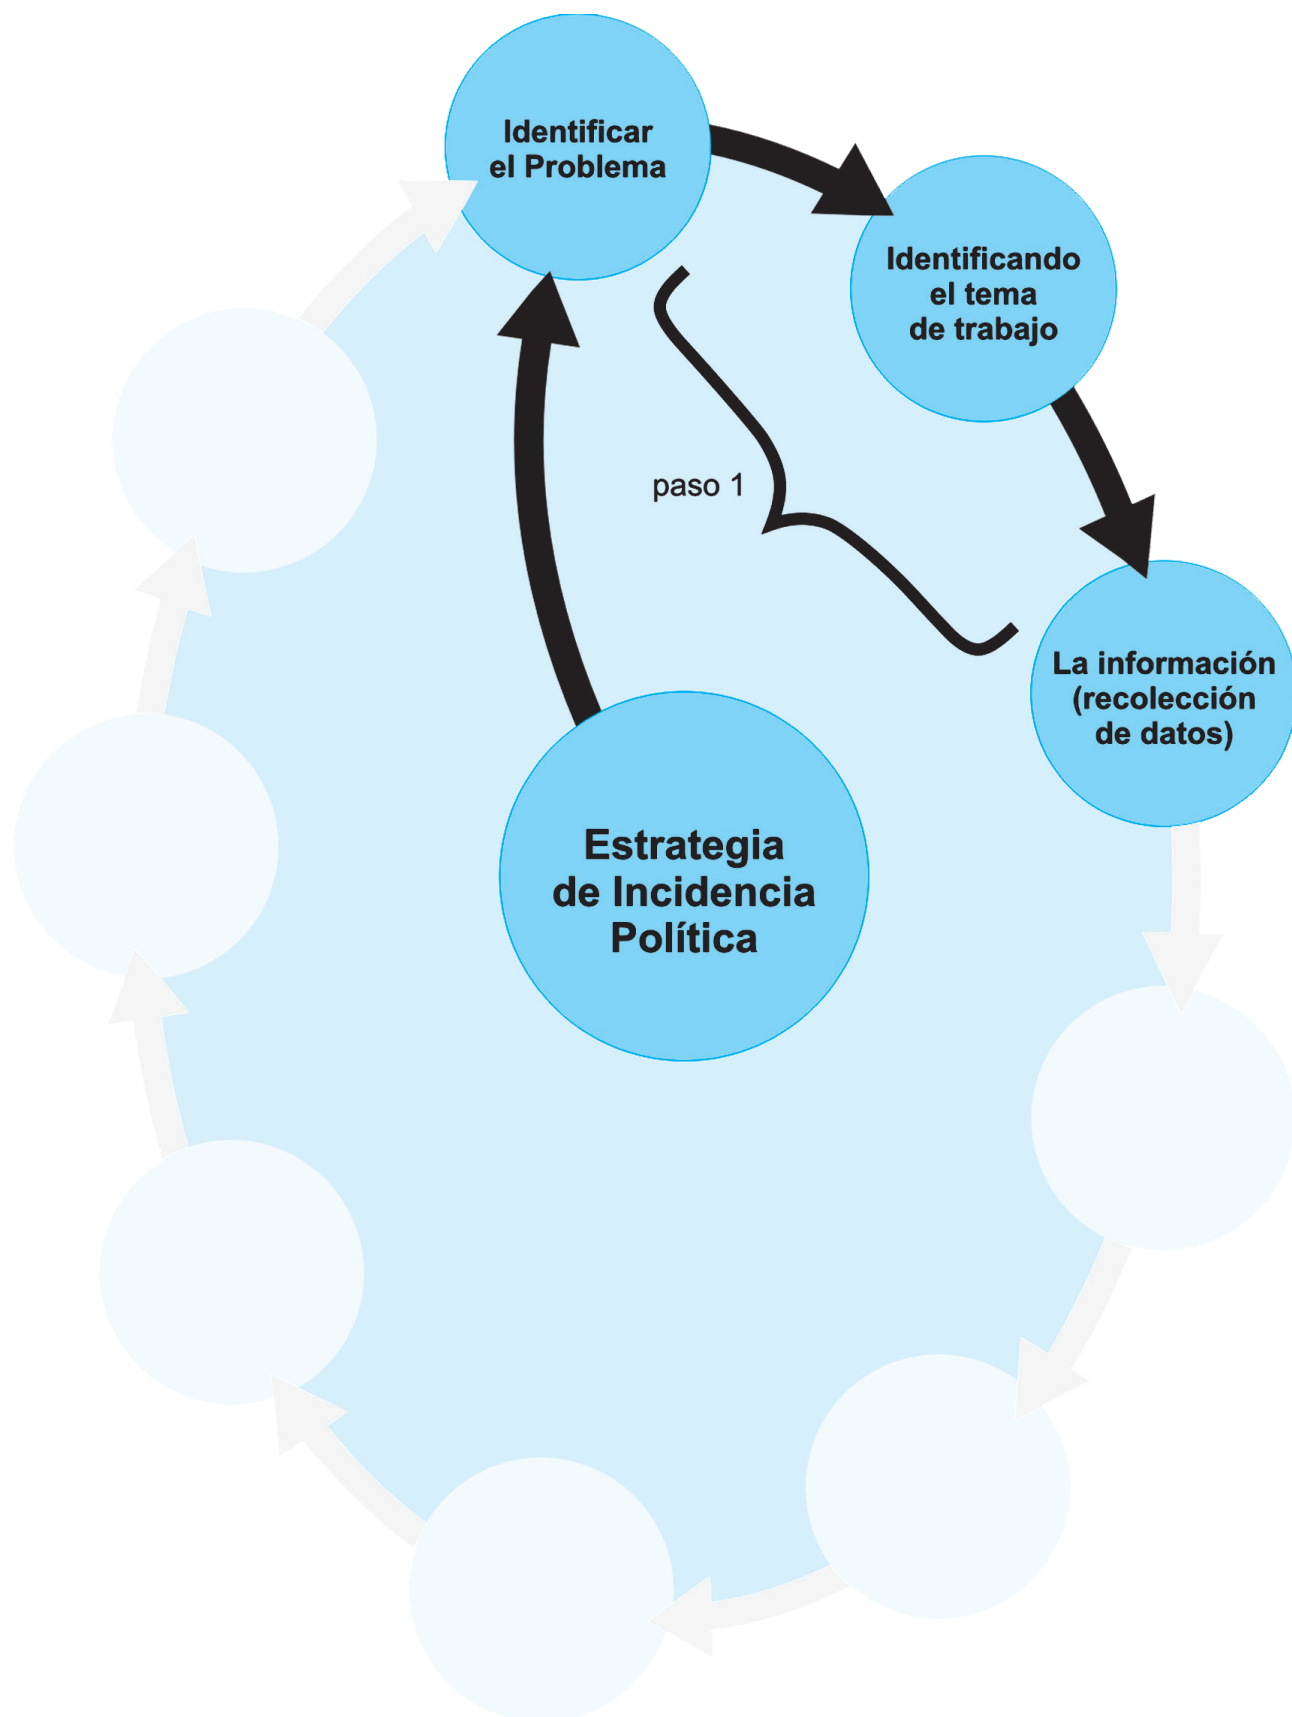 Identificar
el Problema
Identificando
el tema
de trabajo
paso 1
La información
(recolección
de datos)
Estrategia
de Incidencia
Política